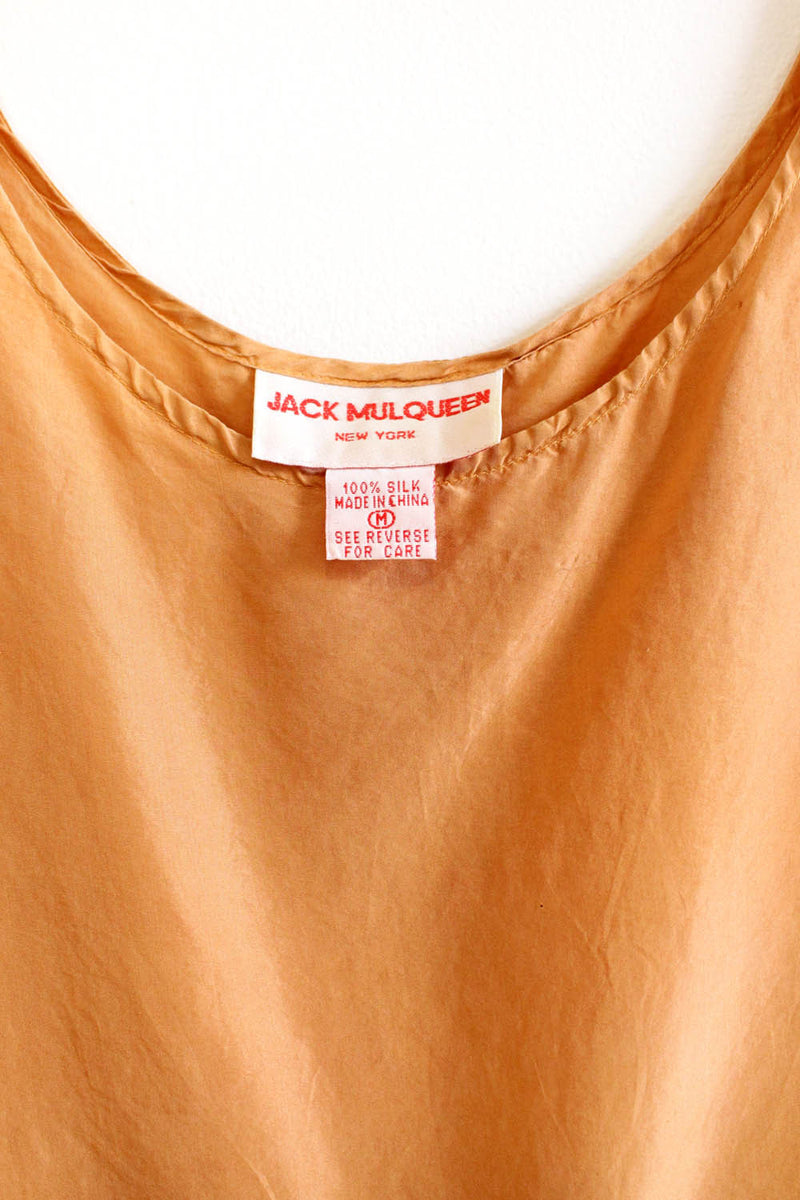 JACK MULQUEEN
NEW YORK
100% SILK
MADE IN CHINA
M
SEE REVERSE
FOR CARE